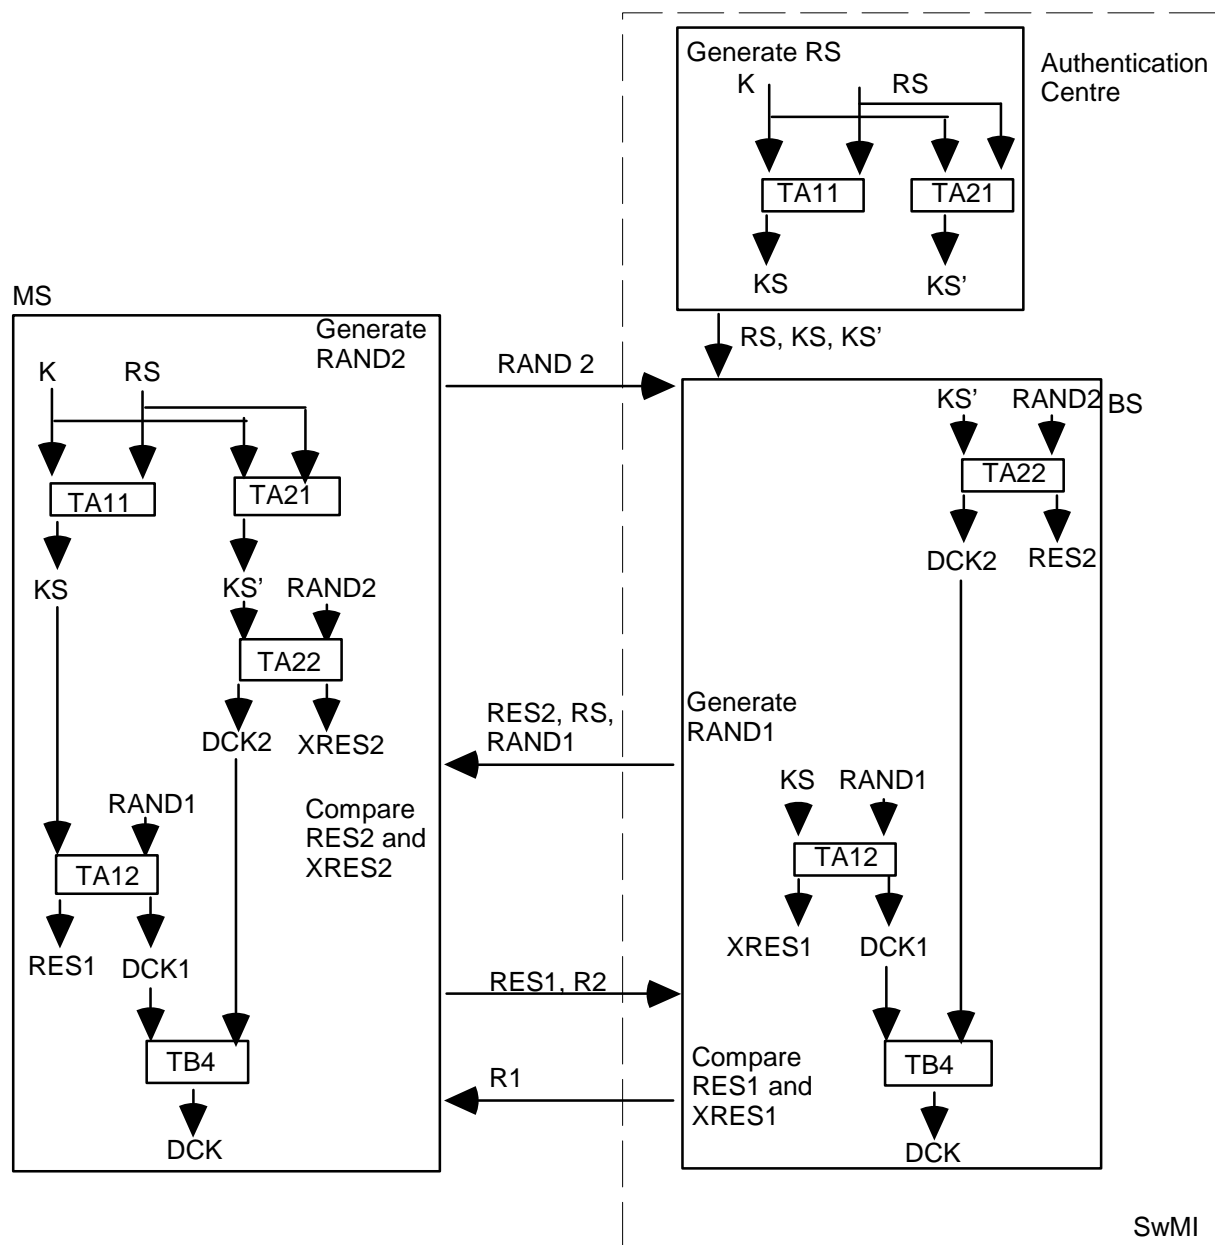 Generate RS
K
RS
Authentication
Centre
TA11
TA21
KS
KS’
MS
Generate
RAND2
RS, KS, KS’
K
RS
RAND 2
KS’
RAND2
BS
TA11
TA21
TA22
DCK2
RES2
KS
KS’
RAND2
TA22
RES2, RS,
RAND1
Generate
RAND1
DCK2
XRES2
KS
RAND1
RAND1
Compare
RES2 and
XRES2
TA12
TA12
XRES1
DCK1
RES1
DCK1
RES1, R2
TB4
Compare
RES1 and
XRES1
TB4
R1
DCK
DCK
SwMI